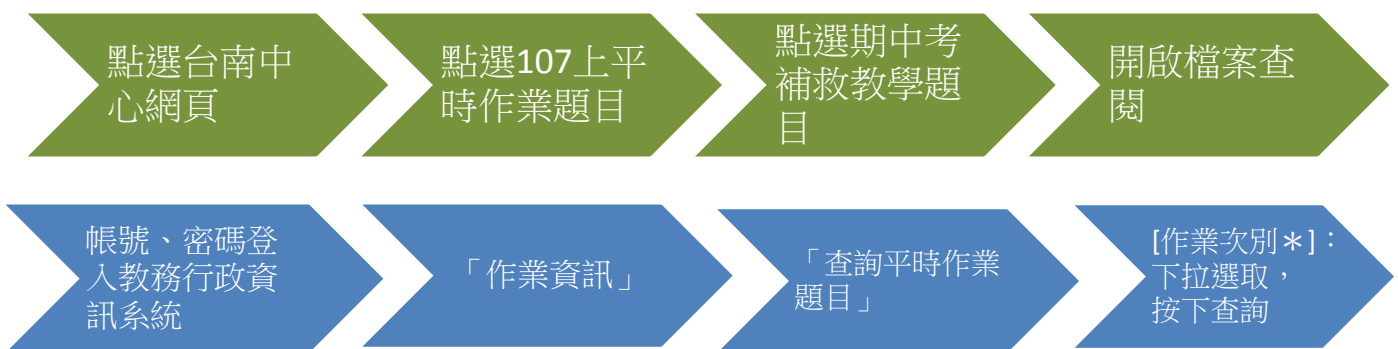 點選台南中
心網頁
點選107上平
時作業題目
點選期中考
補救教學題
目
開啟檔案查
閱
帳號、密碼登
入教務行政資
訊系統
「作業資訊」
「查詢平時作業
題目」
[作業次別＊]：
下拉選取，
按下查詢